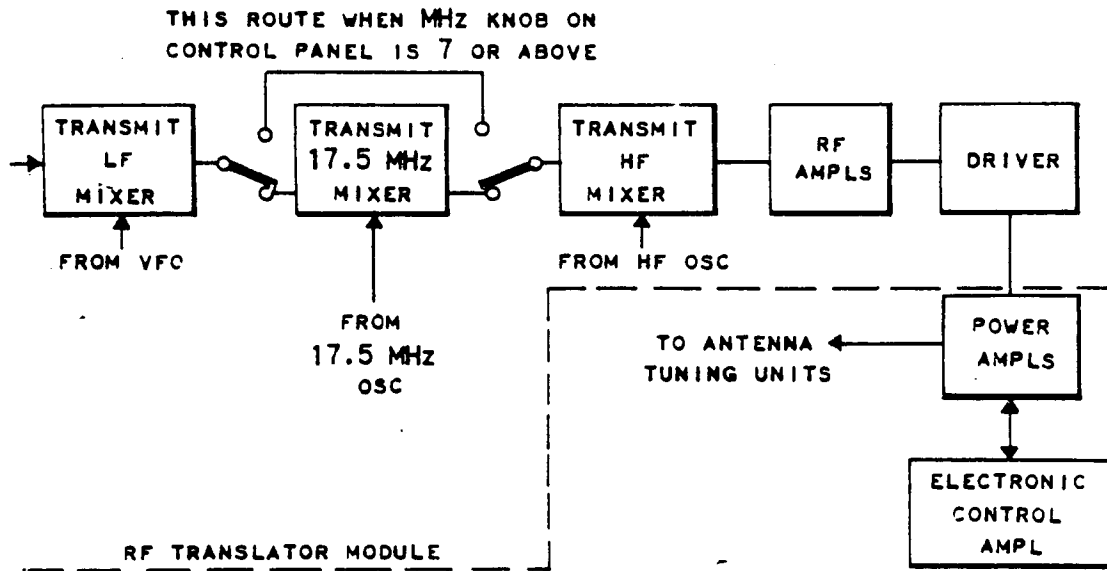 THIS ROUTE WHEN MHZ KNOB ON
CONTROL PANEL IS 7 OR ABOVE
TRANSMIT
LF
MIXER
TRANSMIT
17.5 MHZ
MIXER
TRANSMIT
HF
MIXER
RF
AMPLS
DRIVER
FROM VFO
FROM HF OSC
FROM
17.5 MHZ
OSC
TO ANTENNA
TUNING UNITS
POWER
AMPLS
ELECTRONIC
CONTROL
AMPL
RF TRANSLATOR MODULE